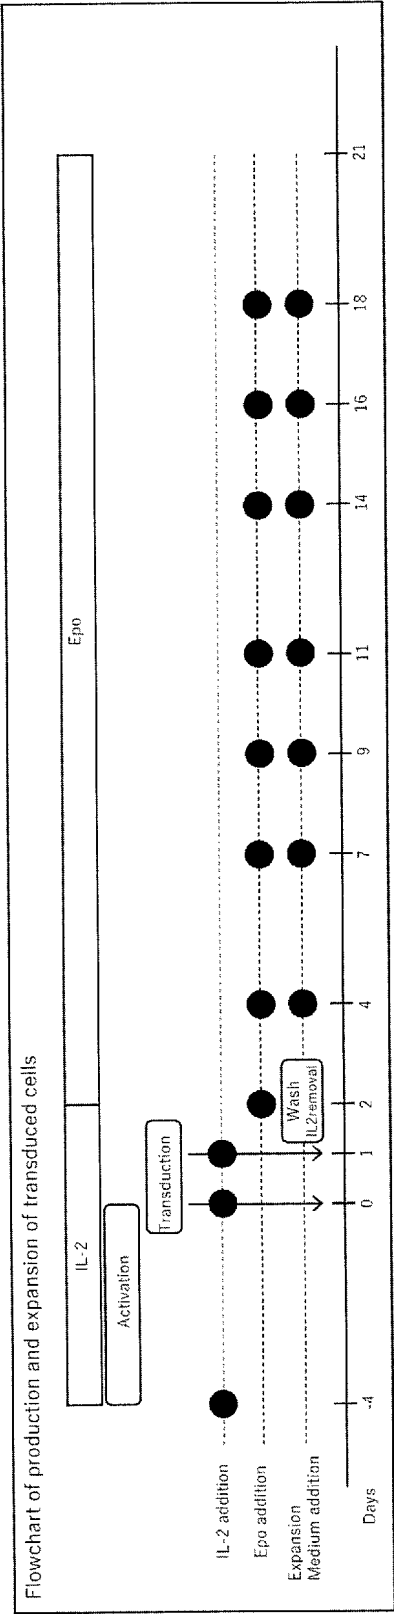 Flowchart of production and expansion of transduced cells
IL-2
Epo
Activation
Transduction
IL-2 addition
Epo addition
Wash
IL2removal
Expansion
Medium addition
Days
-4
0
1
2
4
7
9
11
14
16
18
21